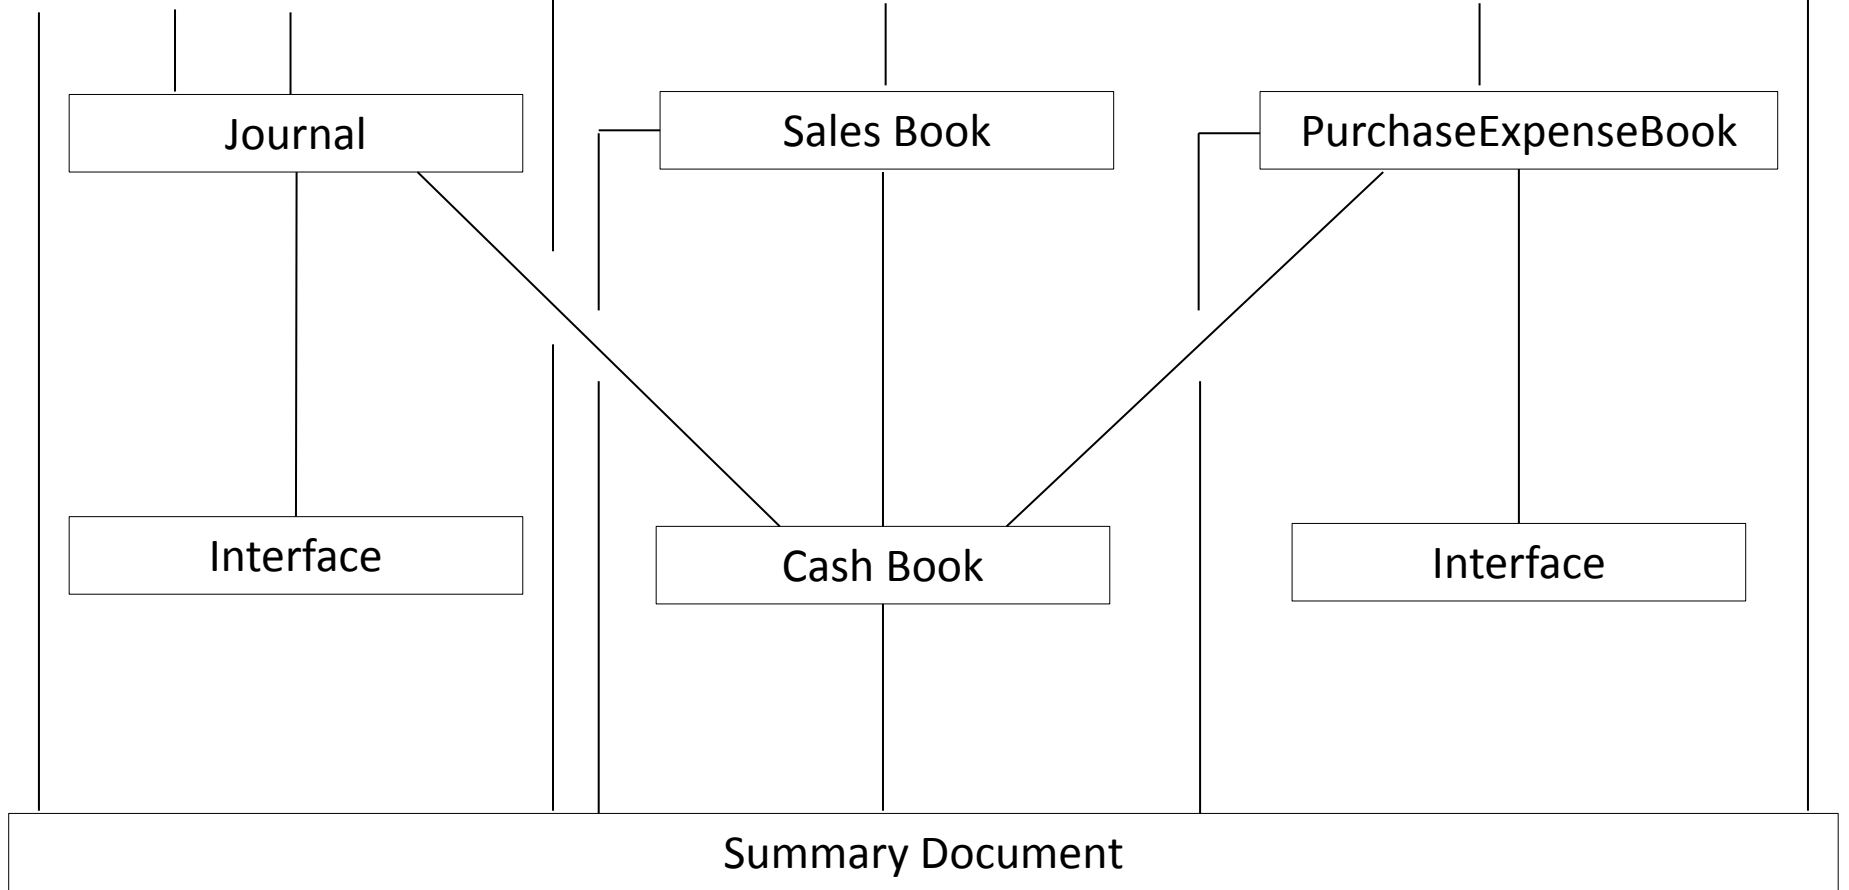 Journal
Sales Book
PurchaseExpenseBook
Interface
Cash Book
Interface
Summary Document